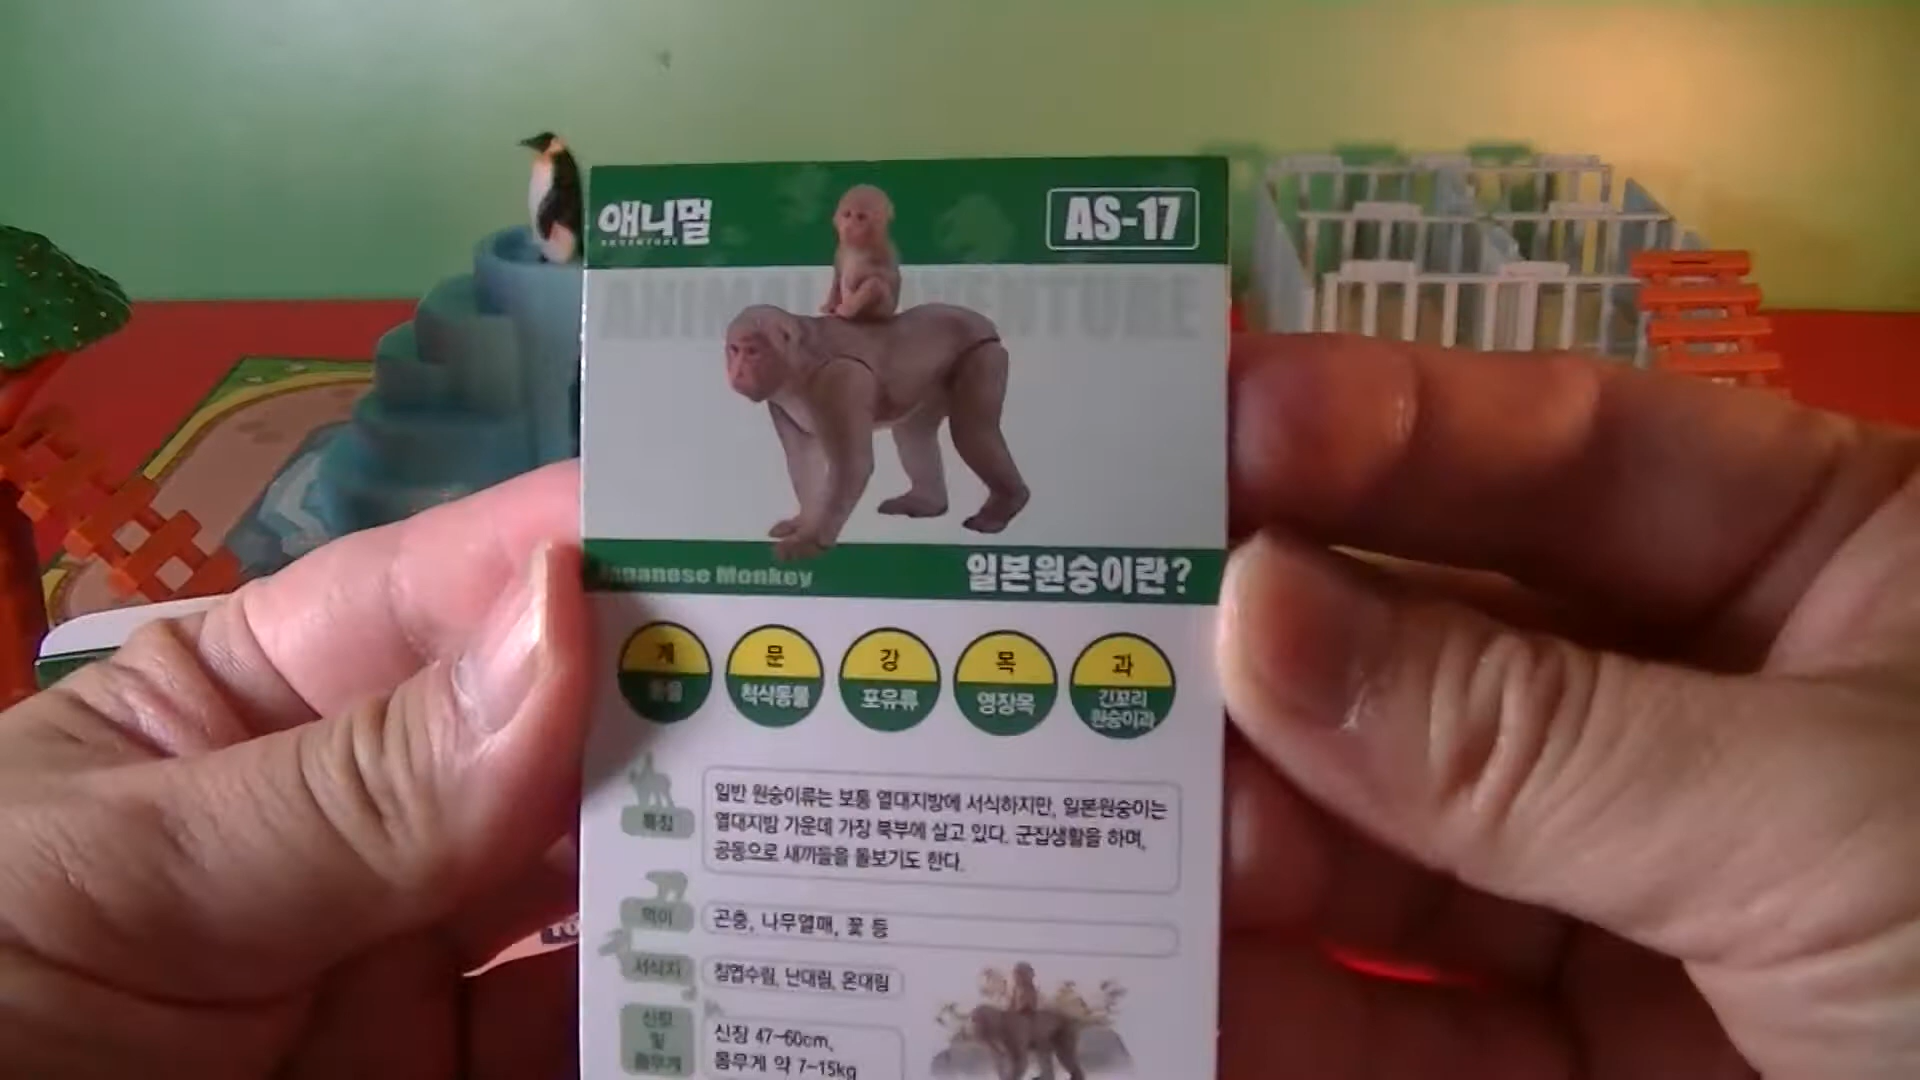 애니멀
ADVENTURE
AS-17
ANIMAL ADVENTURE
Japanese Monkey
일본원숭이란?
계
동물
문
척삭동물
강
포유류
목
영장목
과
긴꼬리
원숭이과
특징
일반 원숭이류는 보통 열대지방에 서식하지만, 일본원숭이는
열대지방 가운데 가장 북부에 살고 있다. 군집생활을 하며,
공동으로 새끼들을 돌보기도 한다.
먹이
곤충, 나무열매, 꽃 등
서식지
침엽수림, 난대림, 온대림
신장
및
몸무게
신장 47~60cm,
몸무게 약 7~15kg